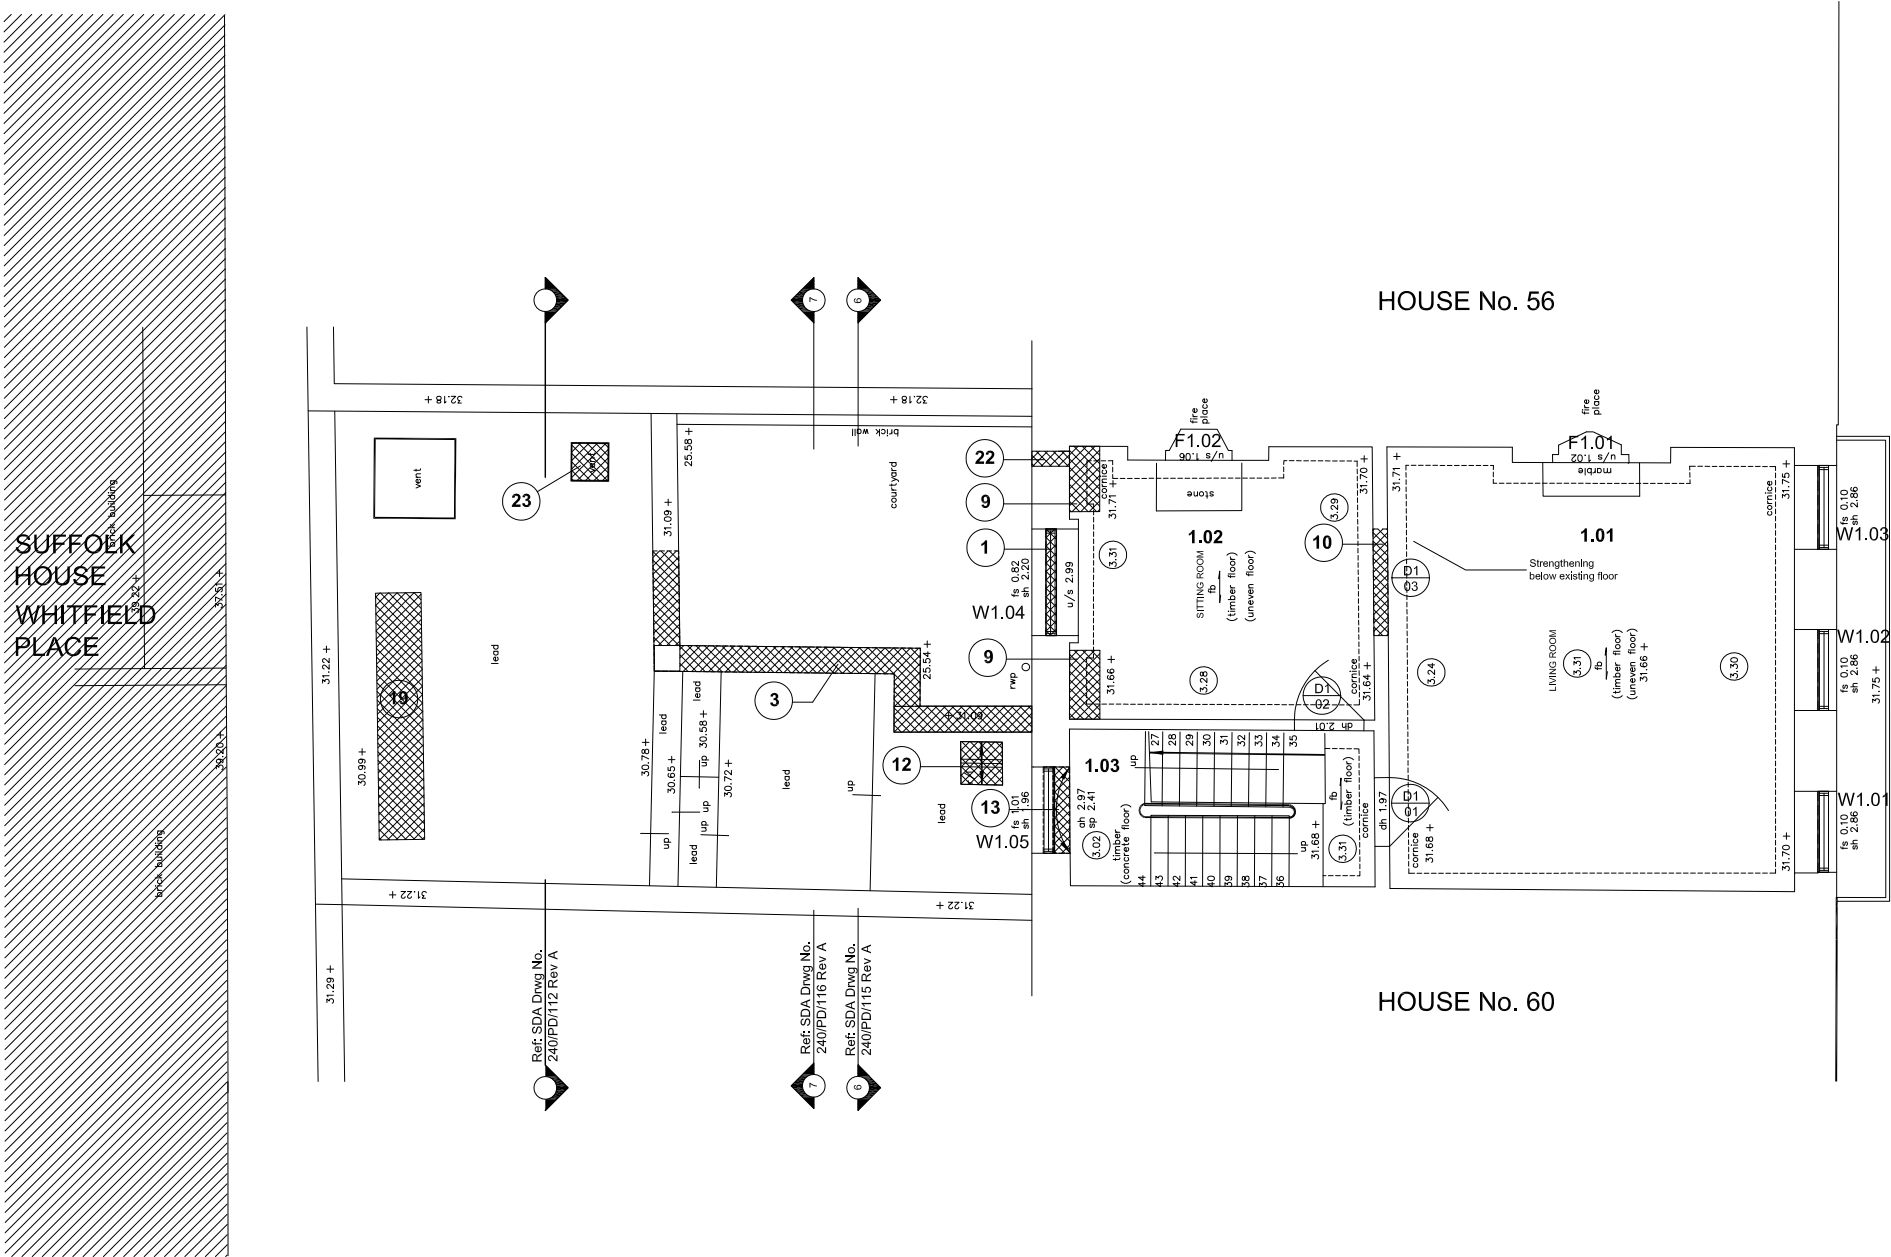 HOUSE No. 56
HOUSE No. 60
SUFFOLK
HOUSE
WHITFIELD
PLACE
brick building
39.22 +
37.51 +
39.20 +
brick building
31.22 +
31.29 +
30.99 +
32.18 +
32.18 +
vent
vent
23
19
lead
31.09 +
25.58 +
brick wall
courtyard
25.54 +
3
+ 31.09
rwp
30.78 +
30.65 +
30.58 +
30.72 +
lead
lead
lead
up
up
up
up
lead
up
lead
12
13
31.22 +
31.22 +
7
6
Ref: SDA Drwg No.
240/PD/112 Rev A
Ref: SDA Drwg No.
240/PD/116 Rev A
Ref: SDA Drwg No.
240/PD/115 Rev A
7
6
22
9
1
9
fs 0.82
sh 2.20
W1.04
u/s 2.99
fs 1.01
sh 1.96
W1.05
fire
place
F1.02
u/s 1.06
stone
cornice
31.71 +
31.70 +
3.29
3.31
1.02
SITTING ROOM
fb
(timber floor)
(uneven floor)
10
31.66 +
3.28
cornice
31.64 +
D1
02
dh 2.01
D1
03
1.03
up
27
28
29
30
31
32
33
34
35
ah 2.97
sp 2.41
3.02
timber
(concrete floor)
44
43
42
41
40
39
38
37
36
up
31.68 +
3.31
fb
(timber floor)
cornice
dh 1.97
D1
01
cornice
31.68 +
fire
place
F1.01
u/s 1.02
marble
31.71 +
31.75 +
cornice
1.01
Strengthening
below existing floor
LIVING ROOM
3.31
fb
(timber floor)
(uneven floor)
31.66 +
3.24
3.30
31.70 +
fs 0.10
sh 2.86
W1.03
W1.02
fs 0.10
sh 2.86
31.75 +
W1.01
fs 0.10
sh 2.86